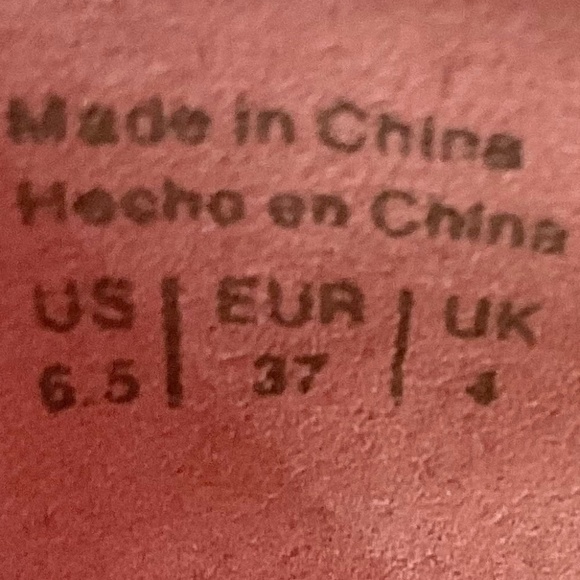 Made in China
Hecho en China
US | EUR | UK
6.5 | 37 | 4